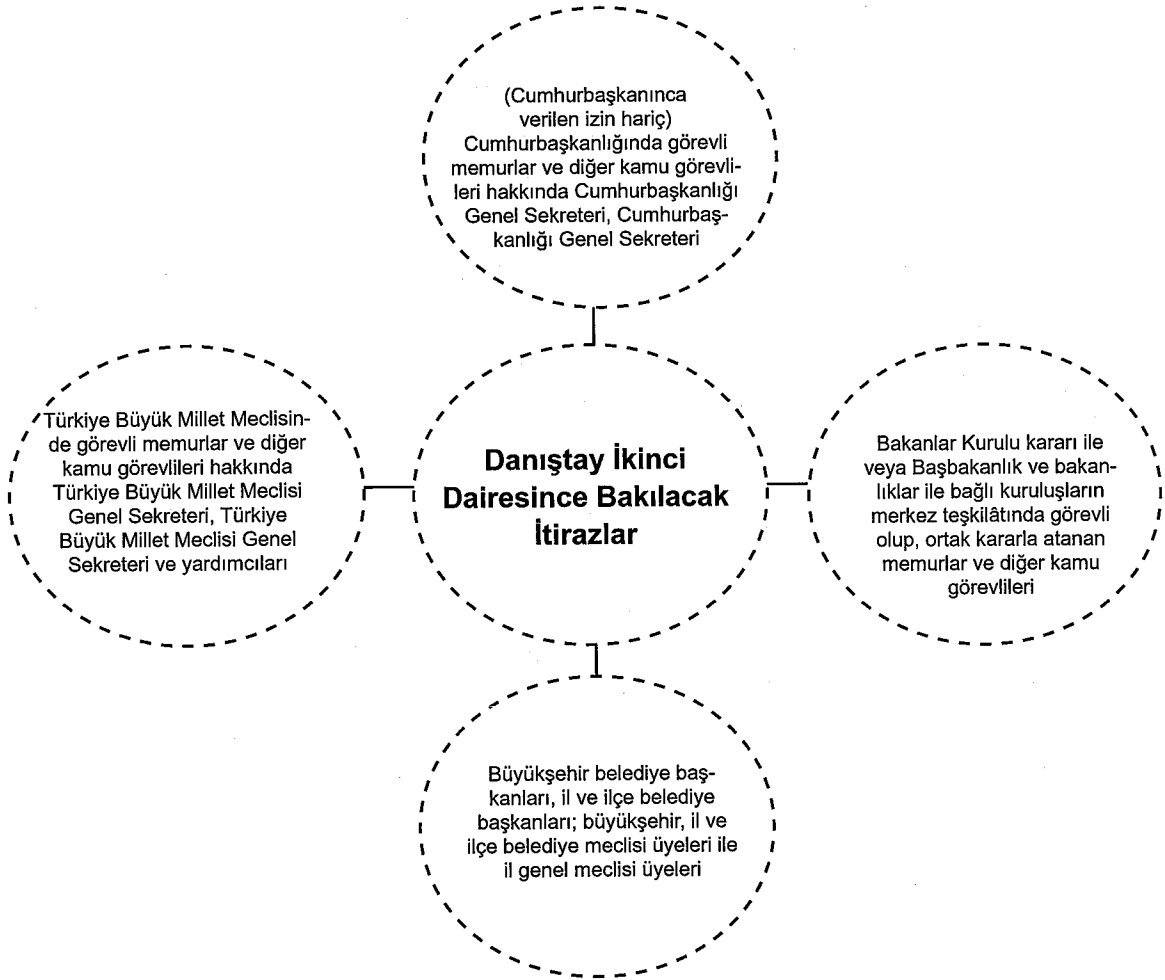 (Cumhurbaşkanınca
verilen izin hariç)
Cumhurbaşkanlığında görevli
memurlar ve diğer kamu görevli-
leri hakkında Cumhurbaşkanlığı
Genel Sekreteri, Cumhurbaş-
kanlığı Genel Sekreteri
Türkiye Büyük Millet Meclisin-
de görevli memurlar ve diğer
kamu görevlileri hakkında
Türkiye Büyük Millet Meclisi
Genel Sekreteri, Türkiye
Büyük Millet Meclisi Genel
Sekreteri ve yardımcıları
Danıştay İkinci
Dairesince Bakılacak
İtirazlar
Bakanlar Kurulu kararı ile
veya Başbakanlık ve bakan-
lıklar ile bağlı kuruluşların
merkez teşkilâtında görevli
olup, ortak kararla atanan
memurlar ve diğer kamu
görevlileri
Büyükşehir belediye baş-
kanları, il ve ilçe belediye
başkanları; büyükşehir, il ve
ilçe belediye meclisi üyeleri ile
il genel meclisi üyeleri